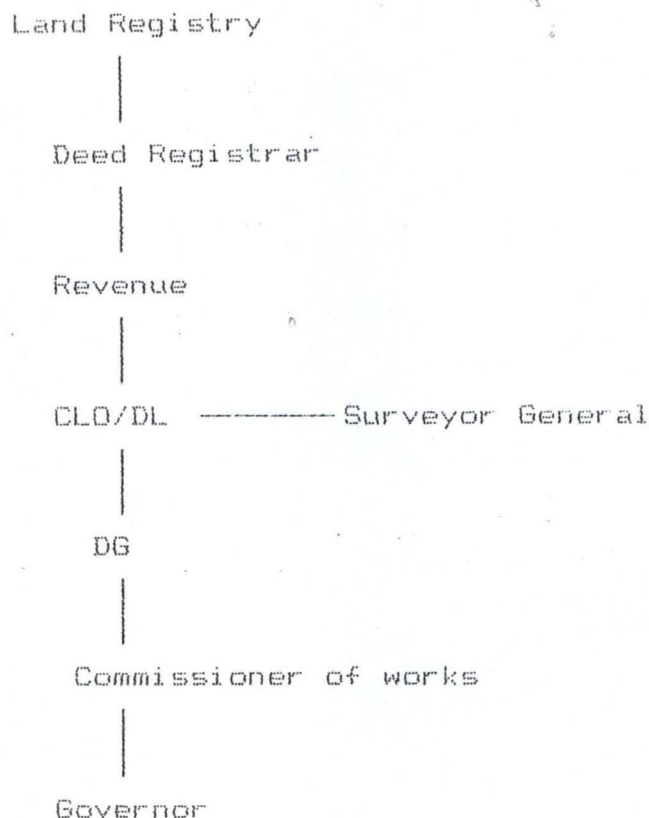 Land Registry
Deed Registrar
Revenue
CLO/DL Surveyor General
DG
Commissioner of works
Governor